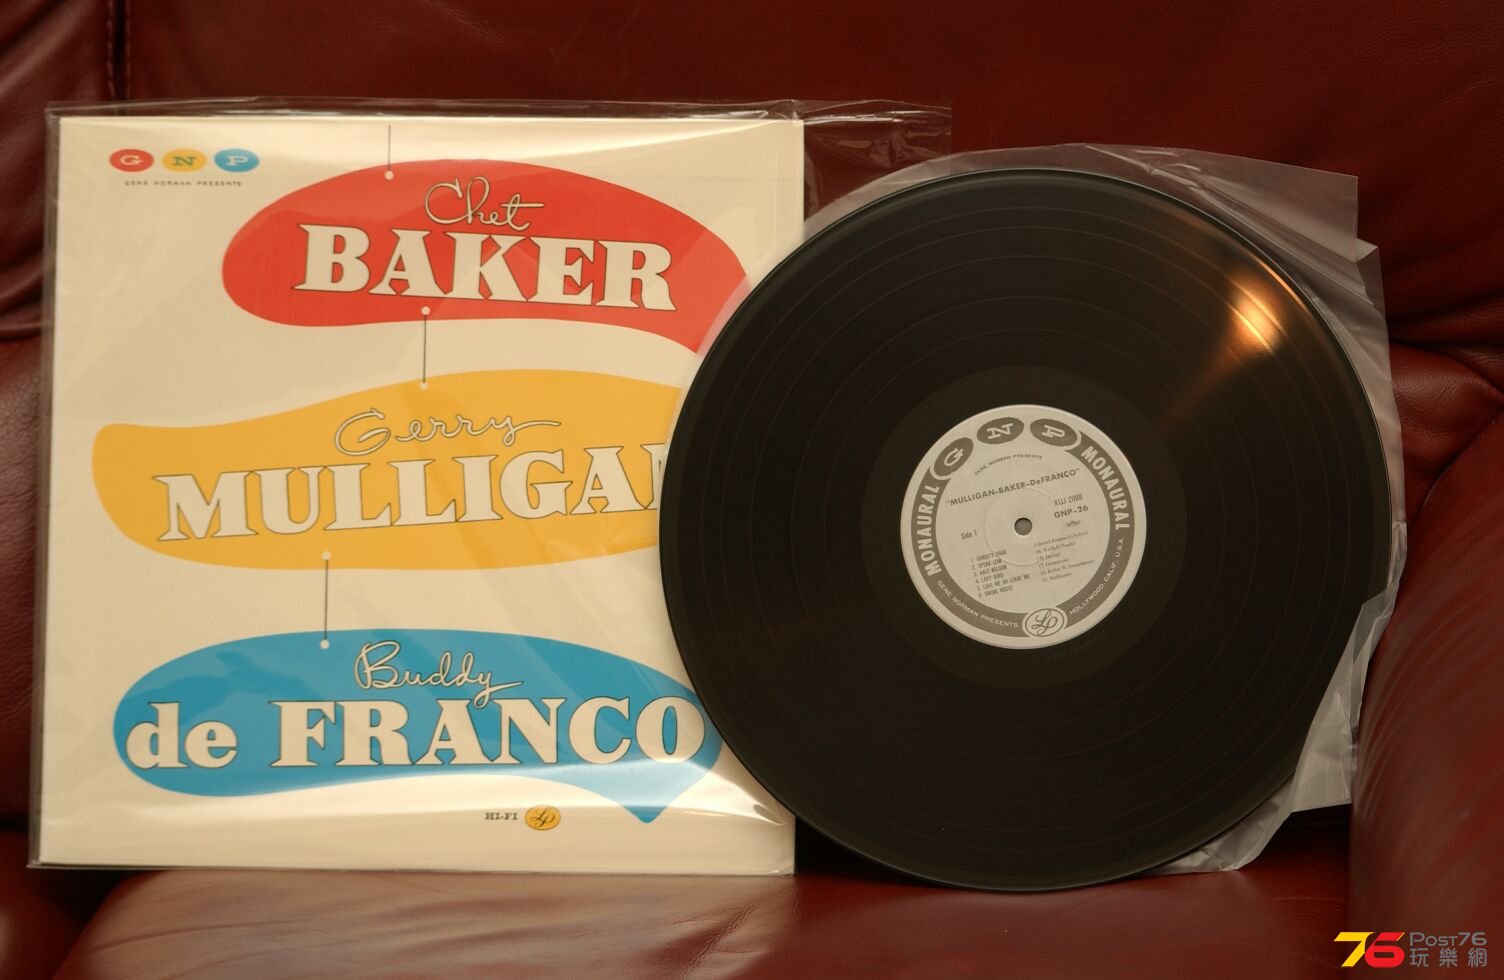 G N P
GENE NORMAN PRESENTS
Chet
BAKER
Gerry
MULLIGAN
Buddy
de FRANCO
HI-FI LP
G N P
GENE NORMAN PRESENTS
MONAURAL
MONAURAL
"MULLIGAN-BAKER-DeFRANCO"
KIJJ 2009
GNP-26
Side 1
1. VARSITY DRAG
2. SPEAK LOW
3. HALF NELSON
4. LADY BIRD
5. LOVE ME OR LEAVE ME
6. SWING HOUSE
GENE NORMAN PRESENTS
LP
HOLLYWOOD CALIF. U.S.A.
76 POST76
玩樂網